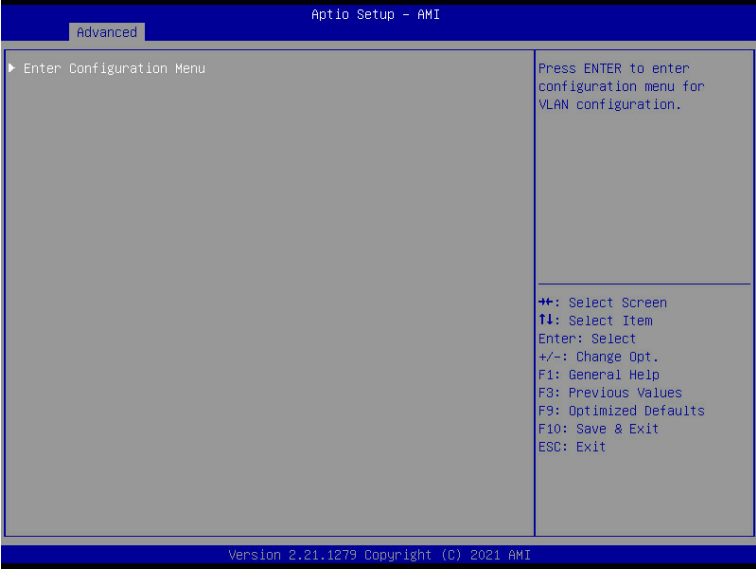 Aptio Setup – AMI
Advanced
▶ Enter Configuration Menu
Press ENTER to enter
configuration menu for
VLAN configuration.
→←: Select Screen
↑↓: Select Item
Enter: Select
+/-: Change Opt.
F1: General Help
F3: Previous Values
F9: Optimized Defaults
F10: Save & Exit
ESC: Exit
Version 2.21.1279 Copyright (C) 2021 AMI